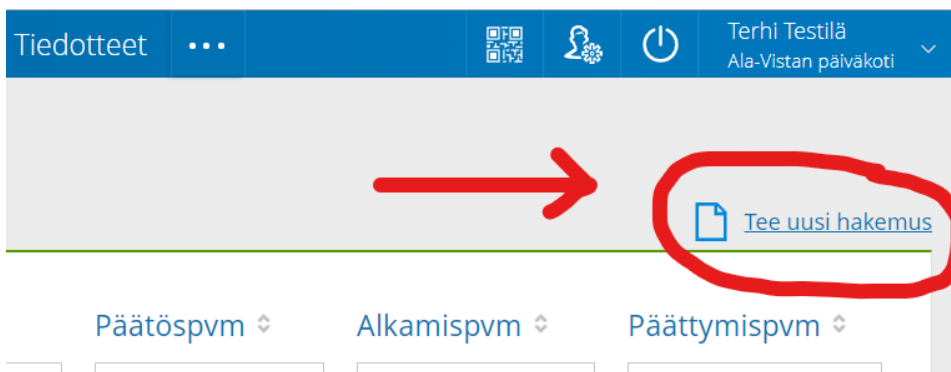 Tiedotteet ...
Terhi Testilä
Ala-Vistan päiväkoti
Tee uusi hakemus
Päätöspvm Alkamispvm Päättymispvm